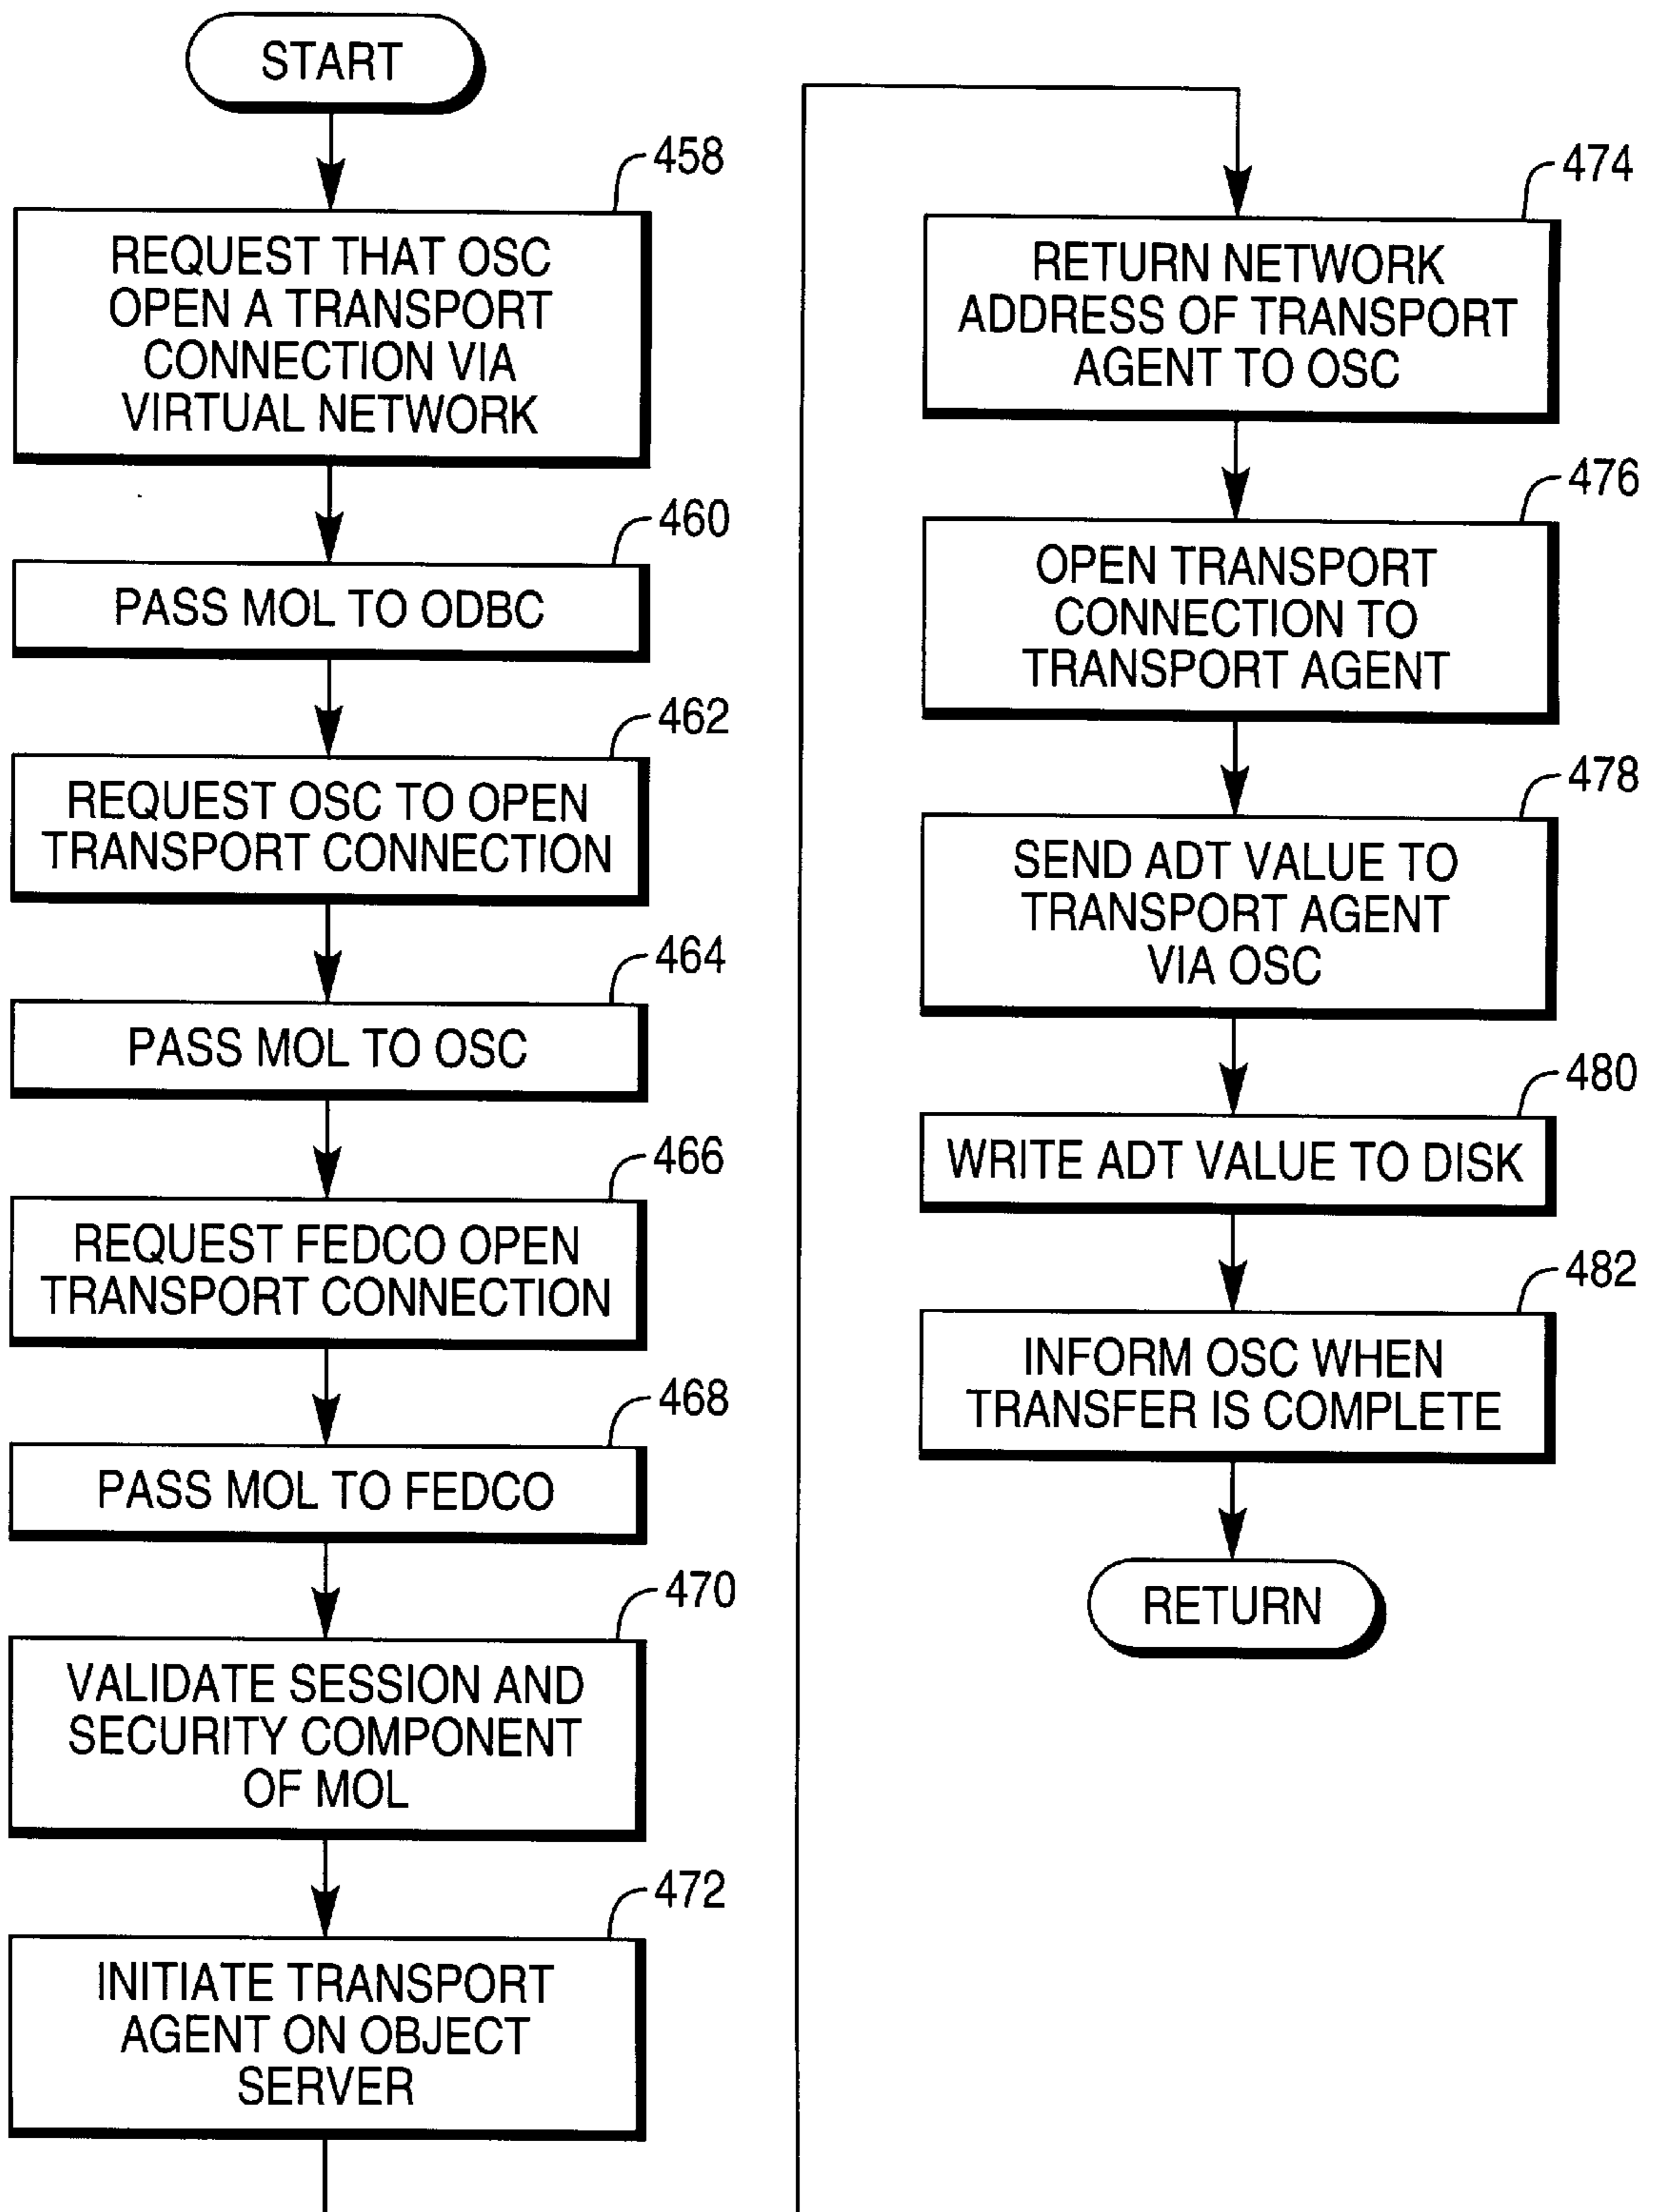 START
458
REQUEST THAT OSC
OPEN A TRANSPORT
CONNECTION VIA
VIRTUAL NETWORK
460
PASS MOL TO ODBC
462
REQUEST OSC TO OPEN
TRANSPORT CONNECTION
464
PASS MOL TO OSC
466
REQUEST FEDCO OPEN
TRANSPORT CONNECTION
468
PASS MOL TO FEDCO
470
VALIDATE SESSION AND
SECURITY COMPONENT
OF MOL
472
INITIATE TRANSPORT
AGENT ON OBJECT
SERVER
474
RETURN NETWORK
ADDRESS OF TRANSPORT
AGENT TO OSC
476
OPEN TRANSPORT
CONNECTION TO
TRANSPORT AGENT
478
SEND ADT VALUE TO
TRANSPORT AGENT
VIA OSC
480
WRITE ADT VALUE TO DISK
482
INFORM OSC WHEN
TRANSFER IS COMPLETE
RETURN